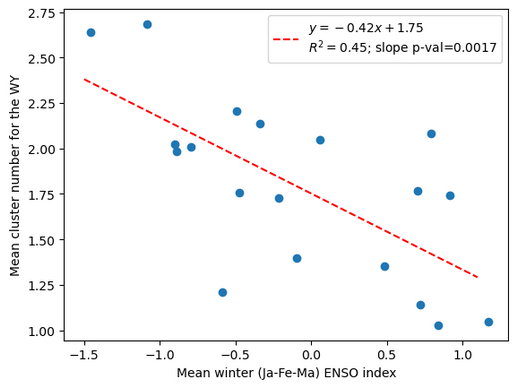 2.75
2.50
2.25
2.00
1.75
1.50
1.25
1.00
Mean cluster number for the WY
y = −0.42x + 1.75
R² = 0.45; slope p-val=0.0017
−1.5 −1.0 −0.5 0.0 0.5 1.0
Mean winter (Ja-Fe-Ma) ENSO index